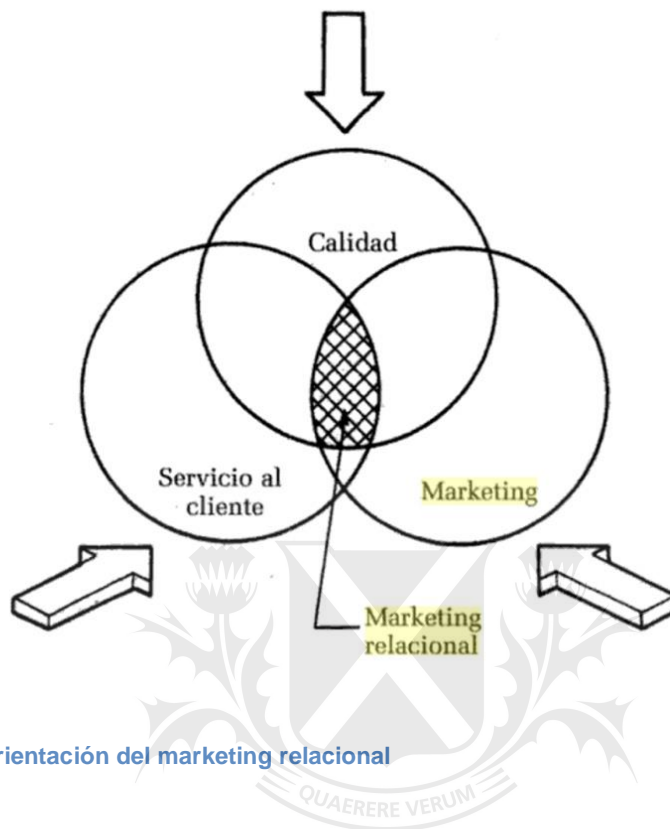 Calidad
Servicio al
cliente
Marketing
Marketing
relacional
rientación del marketing relacional
QUAERERE VERUM